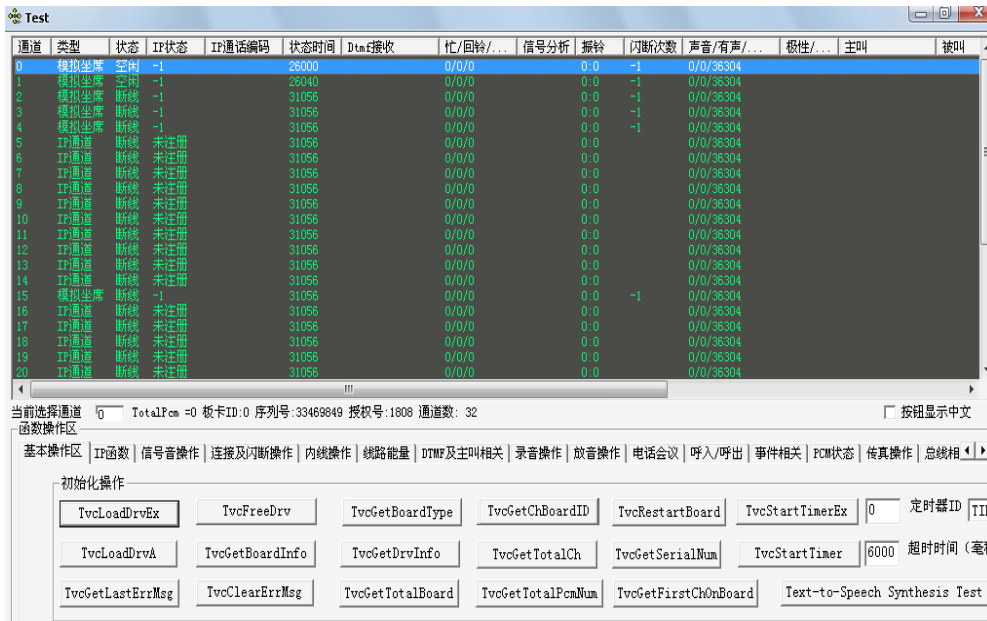 Test
通道 类型 状态 IP状态 IP通话编码 状态时间 Dtmf接收 忙/回铃/... 信号分析 振铃 闪断次数 声音/有声/... 极性/... 主叫 被叫
0 模拟坐席 空闲 -1 26000 0/0/0 0:0 -1 0/0/36304
1 模拟坐席 空闲 -1 26040 0/0/0 0:0 -1 0/0/36304
2 模拟坐席 断线 -1 31056 0/0/0 0:0 -1 0/0/36304
3 模拟坐席 断线 -1 31056 0/0/0 0:0 -1 0/0/36304
4 模拟坐席 断线 -1 31056 0/0/0 0:0 -1 0/0/36304
5 IP通道 断线 未注册 31056 0/0/0 0:0 0/0/36304
6 IP通道 断线 未注册 31056 0/0/0 0:0 0/0/36304
7 IP通道 断线 未注册 31056 0/0/0 0:0 0/0/36304
8 IP通道 断线 未注册 31056 0/0/0 0:0 0/0/36304
9 IP通道 断线 未注册 31056 0/0/0 0:0 0/0/36304
10 IP通道 断线 未注册 31056 0/0/0 0:0 0/0/36304
11 IP通道 断线 未注册 31056 0/0/0 0:0 0/0/36304
12 IP通道 断线 未注册 31056 0/0/0 0:0 0/0/36304
13 IP通道 断线 未注册 31056 0/0/0 0:0 0/0/36304
14 IP通道 断线 未注册 31056 0/0/0 0:0 0/0/36304
15 模拟坐席 断线 -1 31056 0/0/0 0:0 -1 0/0/36304
16 IP通道 断线 未注册 31056 0/0/0 0:0 0/0/36304
17 IP通道 断线 未注册 31056 0/0/0 0:0 0/0/36304
18 IP通道 断线 未注册 31056 0/0/0 0:0 0/0/36304
19 IP通道 断线 未注册 31056 0/0/0 0:0 0/0/36304
20 IP通道 断线 未注册 31056 0/0/0 0:0 0/0/36304
当前选择通道 0 TotalPcm =0 板卡ID:0 序列号:33469849 授权号:1808 通道数: 32 按钮显示中文
函数操作区
基本操作区 IP函数 信号音操作 连接及闪断操作 内线操作 线路能量 DTMF及主叫相关 录音操作 放音操作 电话会议 呼入/呼出 事件相关 PCM状态 传真操作 总线相
初始化操作
TvcLoadDrvEx TvcFreeDrv TvcGetBoardType TvcGetChBoardID TvcRestartBoard TvcStartTimerEx 0 定时器ID
TvcLoadDrvA TvcGetBoardInfo TvcGetDrvInfo TvcGetTotalCh TvcGetSerialNum TvcStartTimer 6000 超时时间（毫
TvcGetLastErrMsg TvcClearErrMsg TvcGetTotalBoard TvcGetTotalPcmNum TvcGetFirstChOnBoard Text-to-Speech Synthesis Test